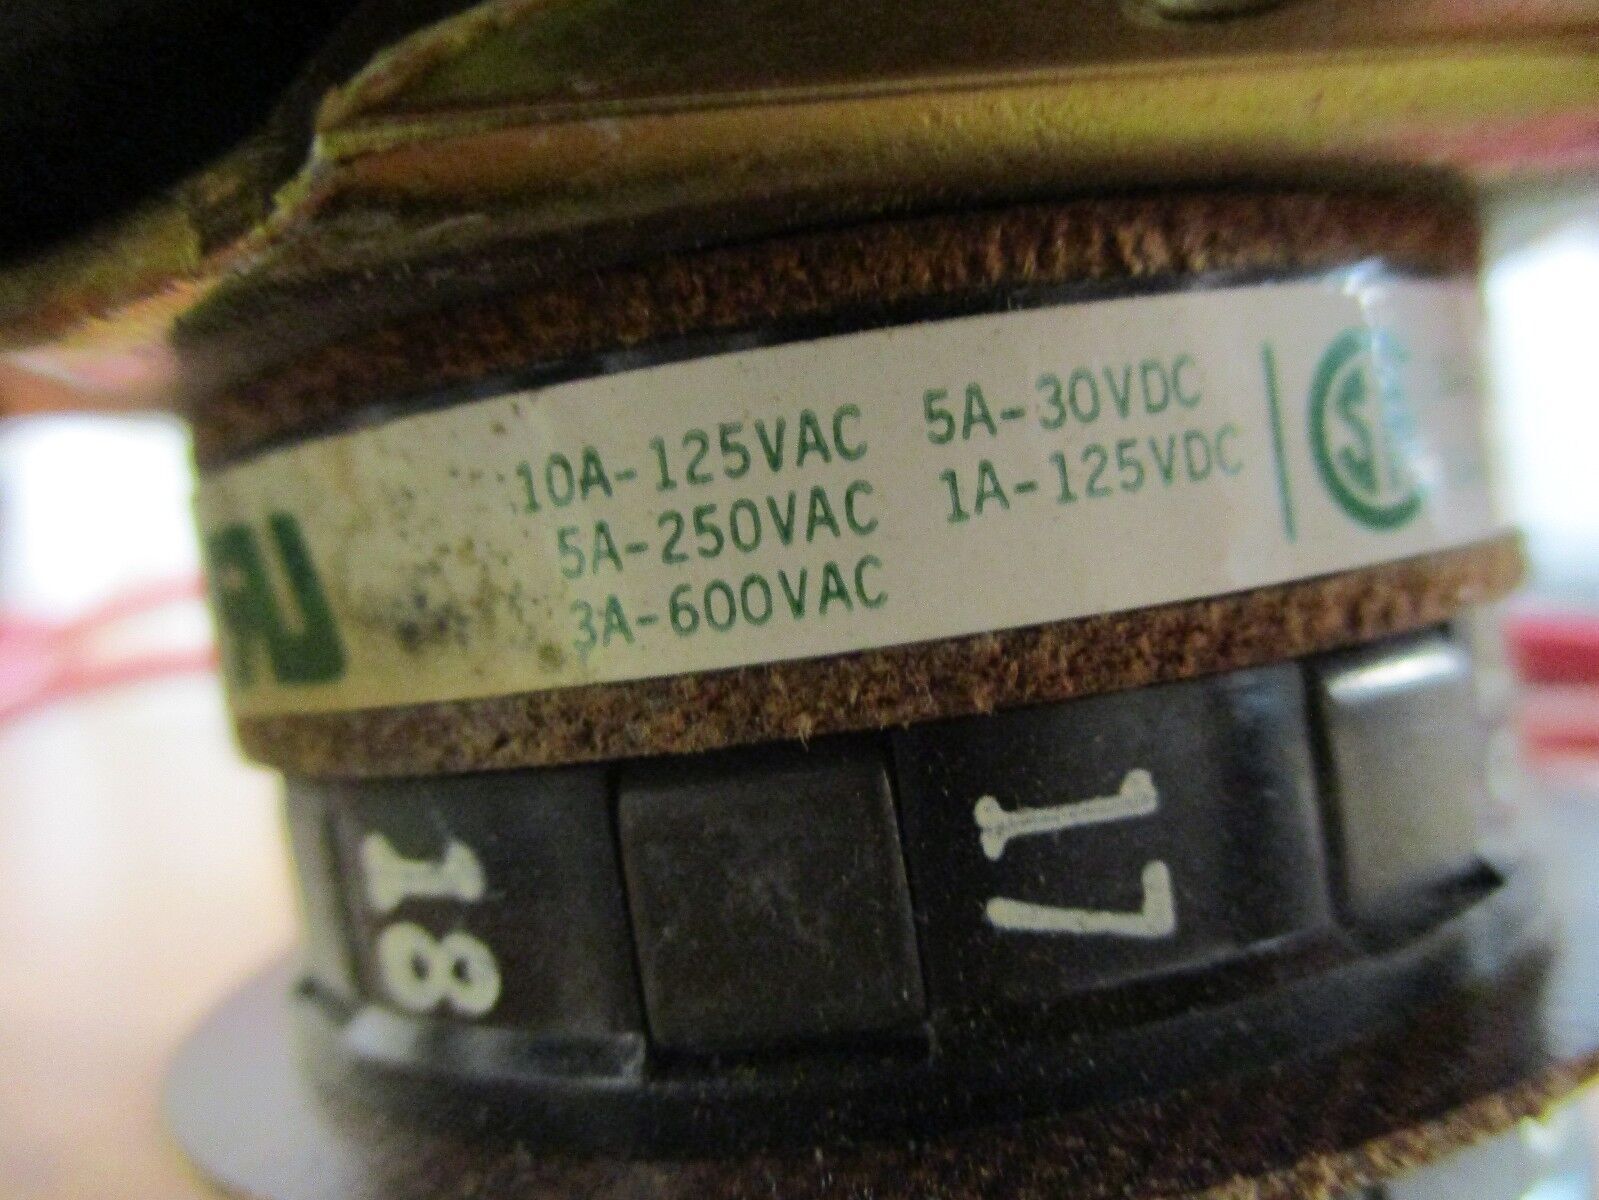 10A-125VAC 5A-30VDC
5A-250VAC 1A-125VDC
3A-600VAC
18
17